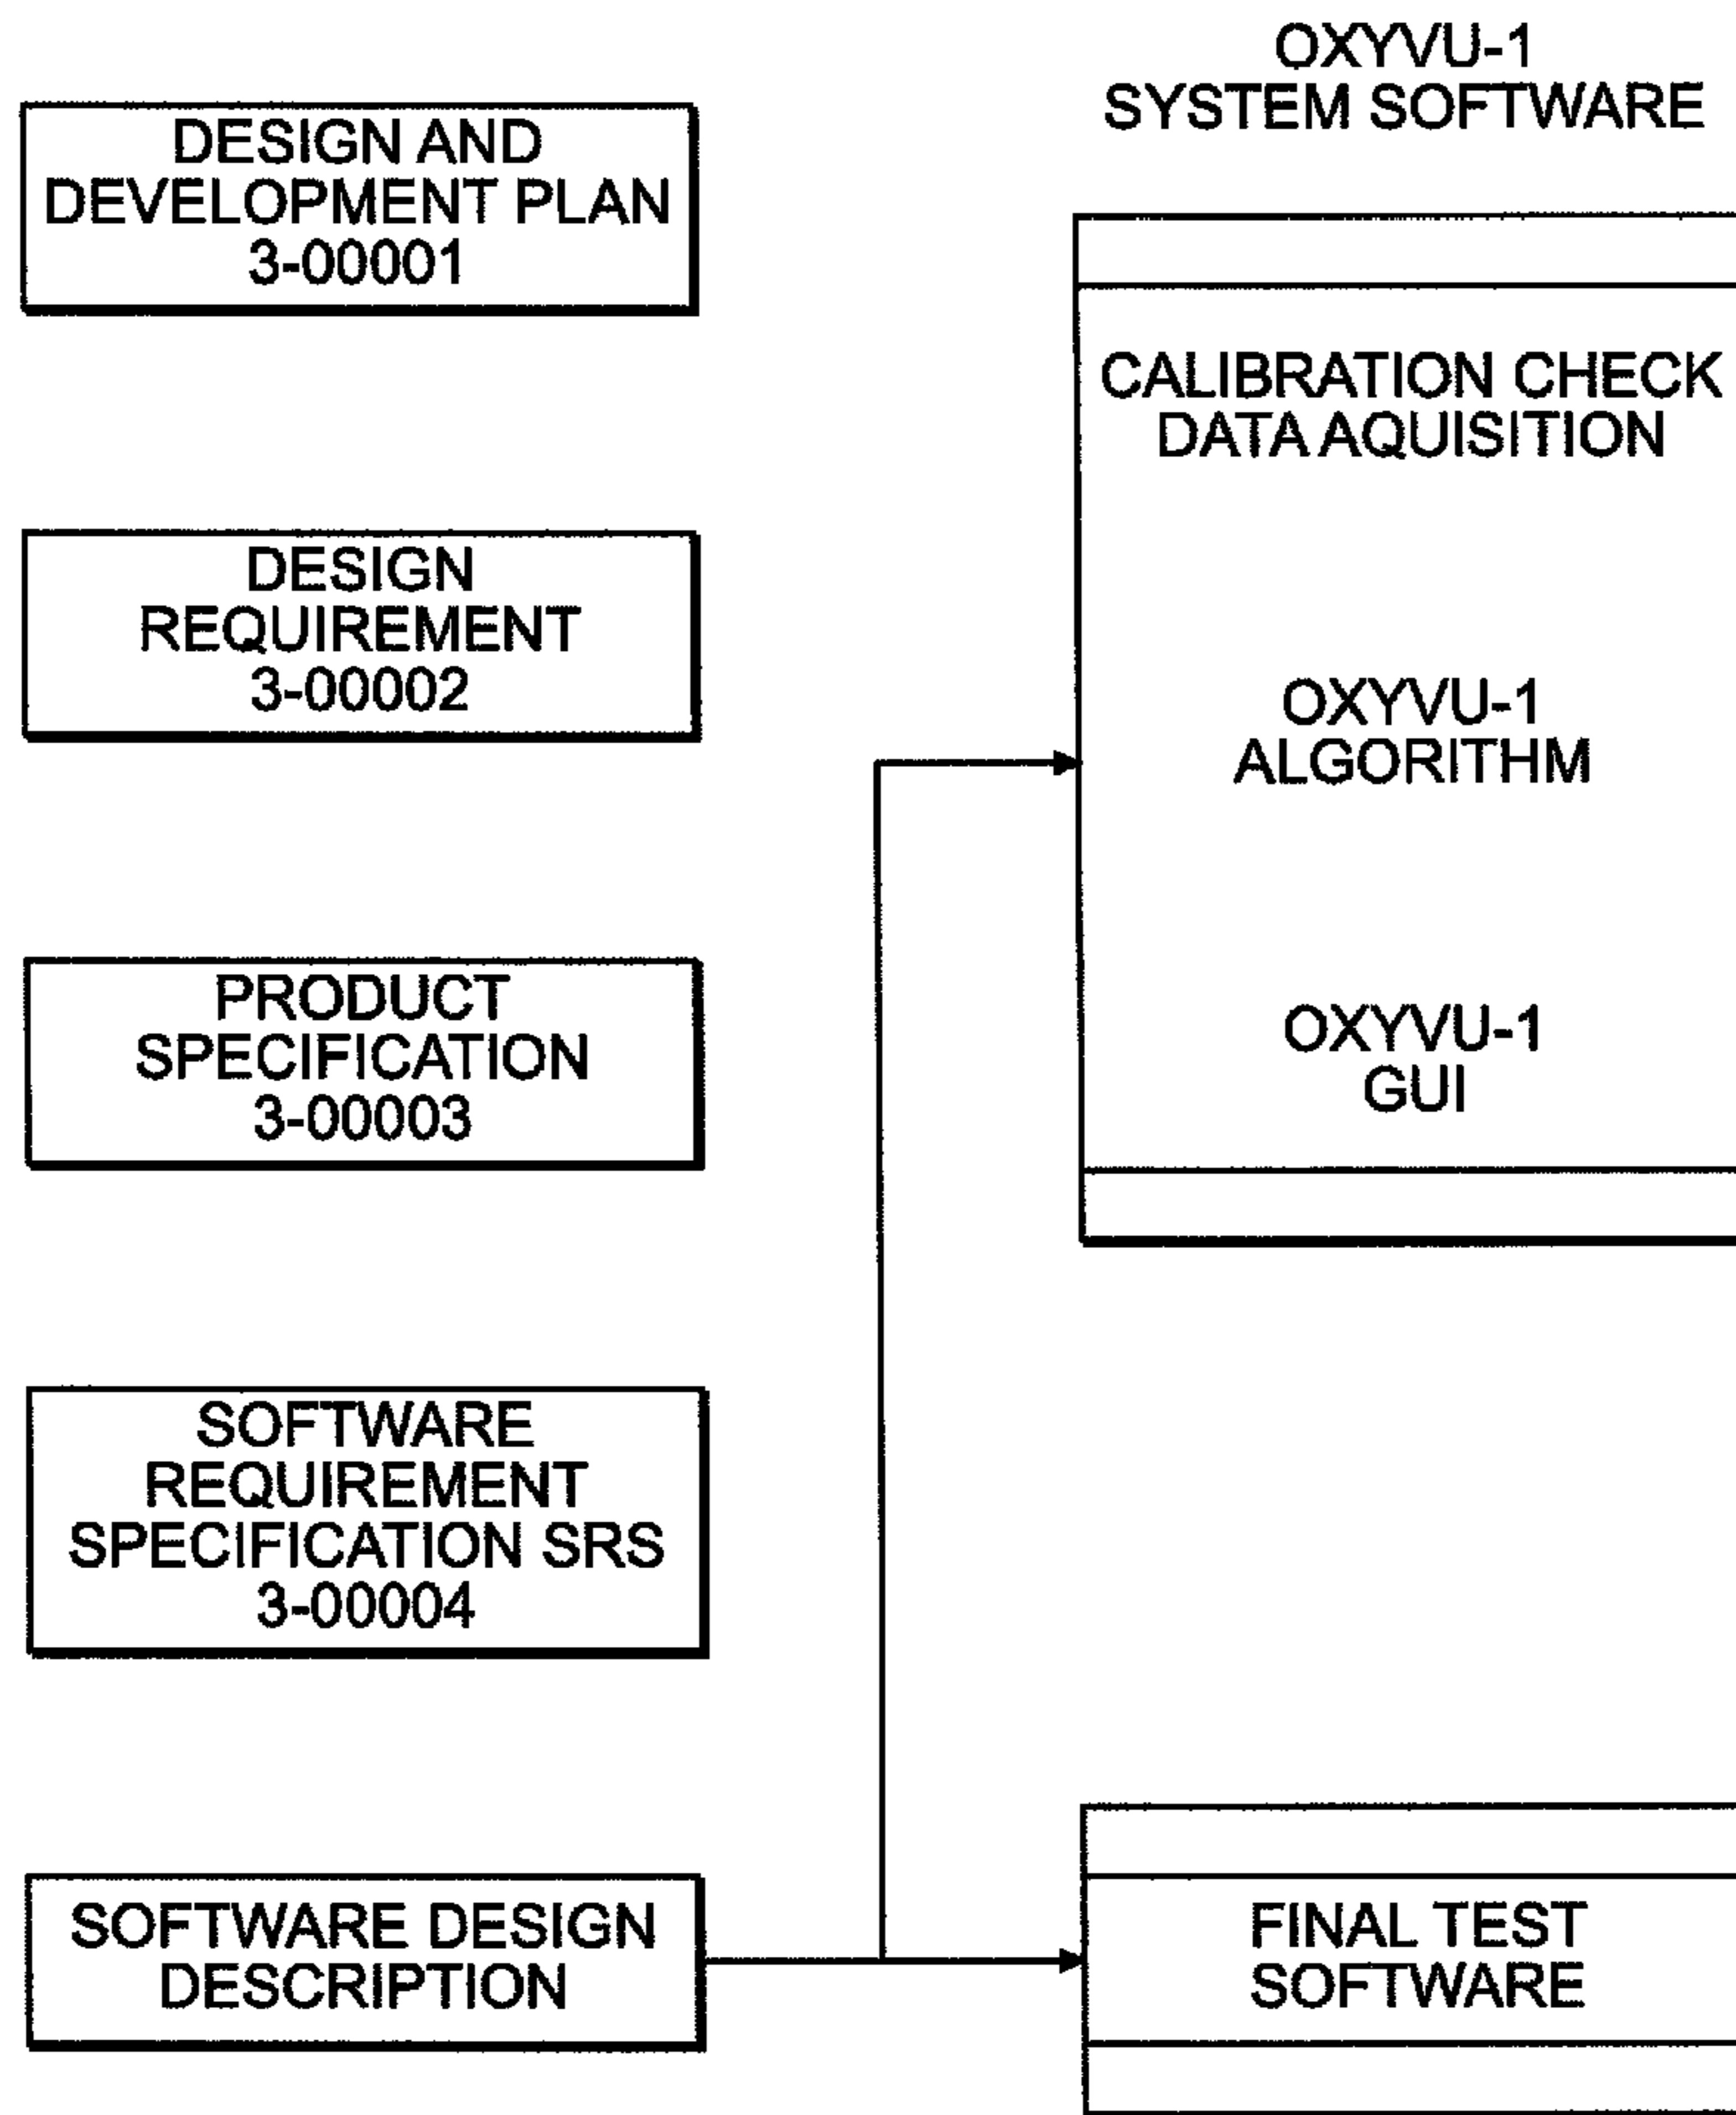 DESIGN AND
DEVELOPMENT PLAN
3-00001
DESIGN
REQUIREMENT
3-00002
PRODUCT
SPECIFICATION
3-00003
SOFTWARE
REQUIREMENT
SPECIFICATION SRS
3-00004
SOFTWARE DESIGN
DESCRIPTION
OXYVU-1
SYSTEM SOFTWARE
CALIBRATION CHECK
DATA AQUISITION
OXYVU-1
ALGORITHM
OXYVU-1
GUI
FINAL TEST
SOFTWARE